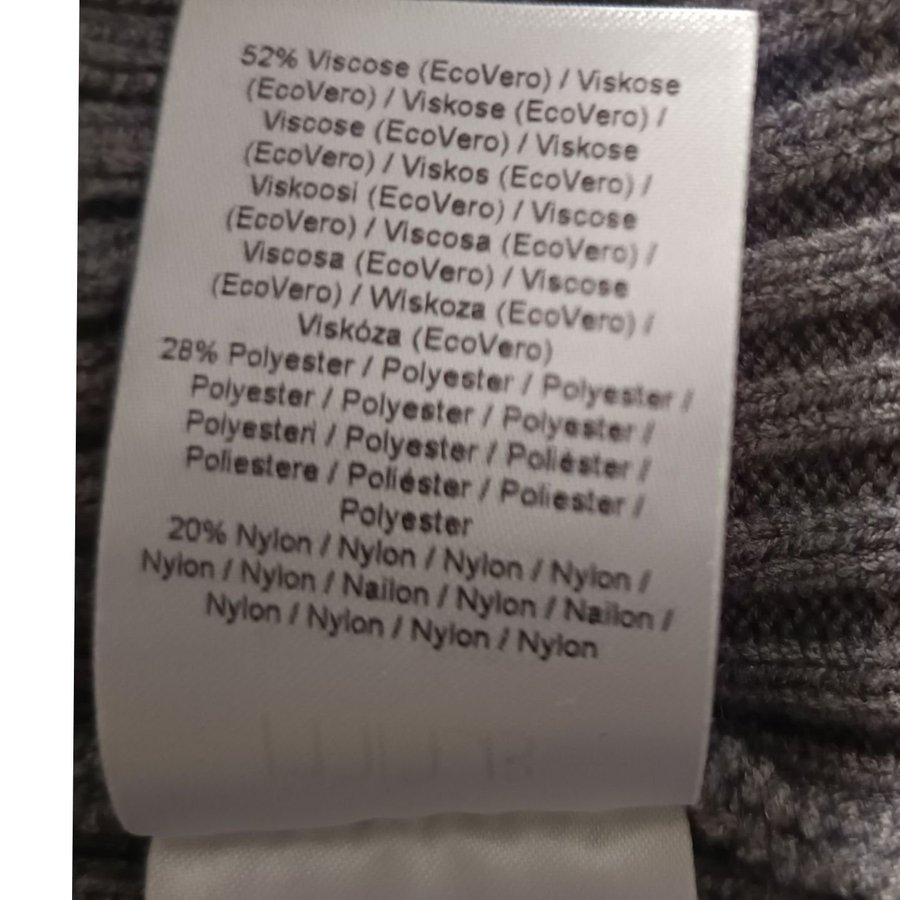 52% Viscose (EcoVero) / Viskose
(EcoVero) / Viskose (EcoVero) /
Viscose (EcoVero) / Viskose
(EcoVero) / Viskos (EcoVero) /
Viskoosi (EcoVero) / Viscose
(EcoVero) / Viscosa (EcoVero) /
Viscosa (EcoVero) / Viscose
(EcoVero) / Wiskoza (EcoVero) /
Viskóza (EcoVero)
28% Polyester / Polyester / Polyester /
Polyester / Polyester / Polyester /
Polyesteri / Polyester / Poliéster /
Poliestere / Poliéster / Poliester /
Polyester
20% Nylon / Nylon / Nylon / Nylon /
Nylon / Nylon / Nailon / Nylon / Nailon /
Nylon / Nylon / Nylon / Nylon